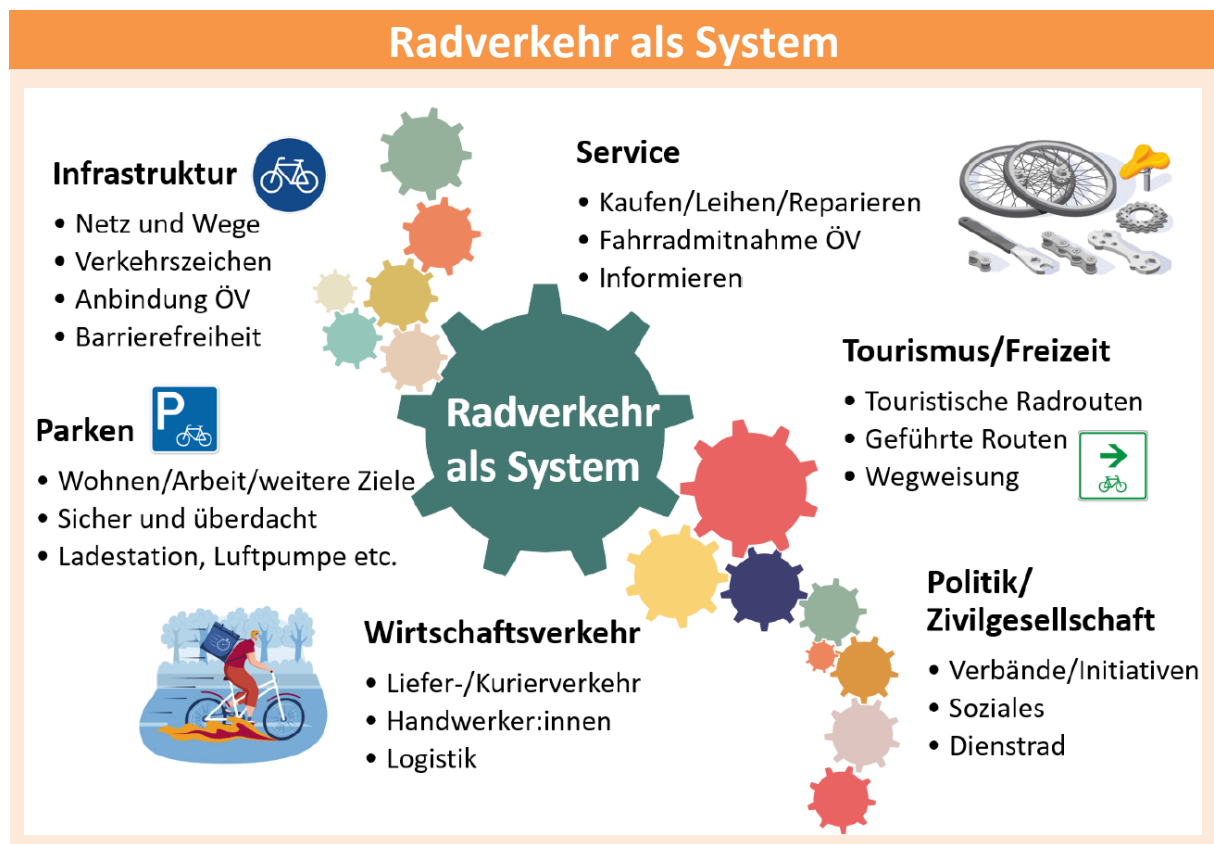 Radverkehr als System
Infrastruktur
• Netz und Wege
• Verkehrszeichen
• Anbindung ÖV
• Barrierefreiheit
Service
• Kaufen/Leihen/Reparieren
• Fahrradmitnahme ÖV
• Informieren
Radverkehr
als System
Tourismus/Freizeit
• Touristische Radrouten
• Geführte Routen
• Wegweisung
P
Parken
• Wohnen/Arbeit/weitere Ziele
• Sicher und überdacht
• Ladestation, Luftpumpe etc.
Wirtschaftsverkehr
• Liefer-/Kurierverkehr
• Handwerker:innen
• Logistik
Politik/
Zivilgesellschaft
• Verbände/Initiativen
• Soziales
• Dienstrad